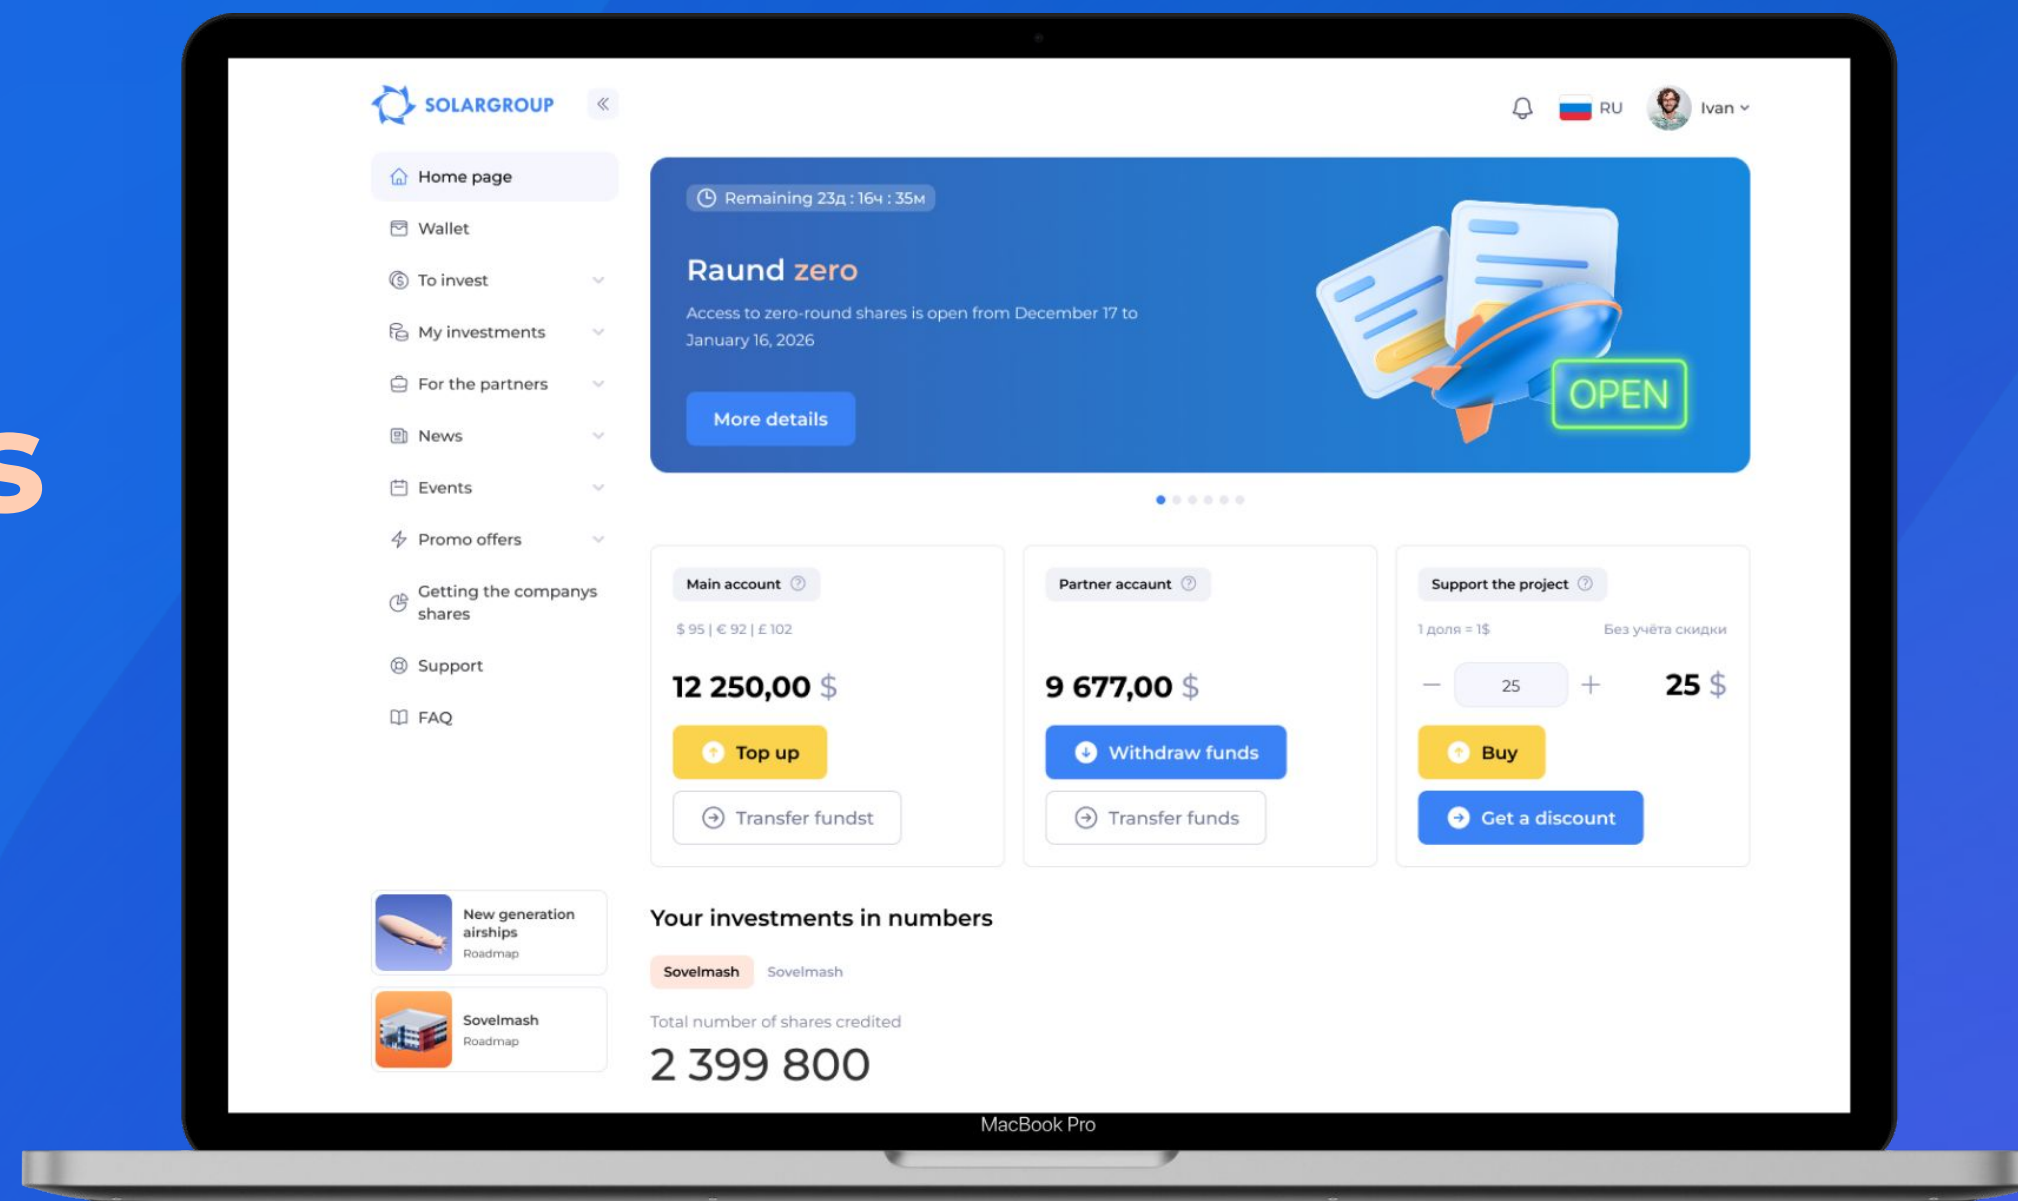 s
SOLARGROUP
RU
Ivan
Home page
Wallet
To invest
My investments
For the partners
News
Events
Promo offers
Getting the companys
shares
Support
FAQ
New generation
airships
Roadmap
Sovelmash
Roadmap
Remaining 23д : 16ч : 35м
Raund zero
Access to zero-round shares is open from December 17 to
January 16, 2026
More details
OPEN
Main account
$ 95 | € 92 | £ 102
12 250,00 $
Top up
Transfer fundst
Partner accaunt
9 677,00 $
Withdraw funds
Transfer funds
Support the project
1 доля = 1$ Без учёта скидки
— 25 + 25 $
Buy
Get a discount
Your investments in numbers
Sovelmash Sovelmash
Total number of shares credited
2 399 800
MacBook Pro